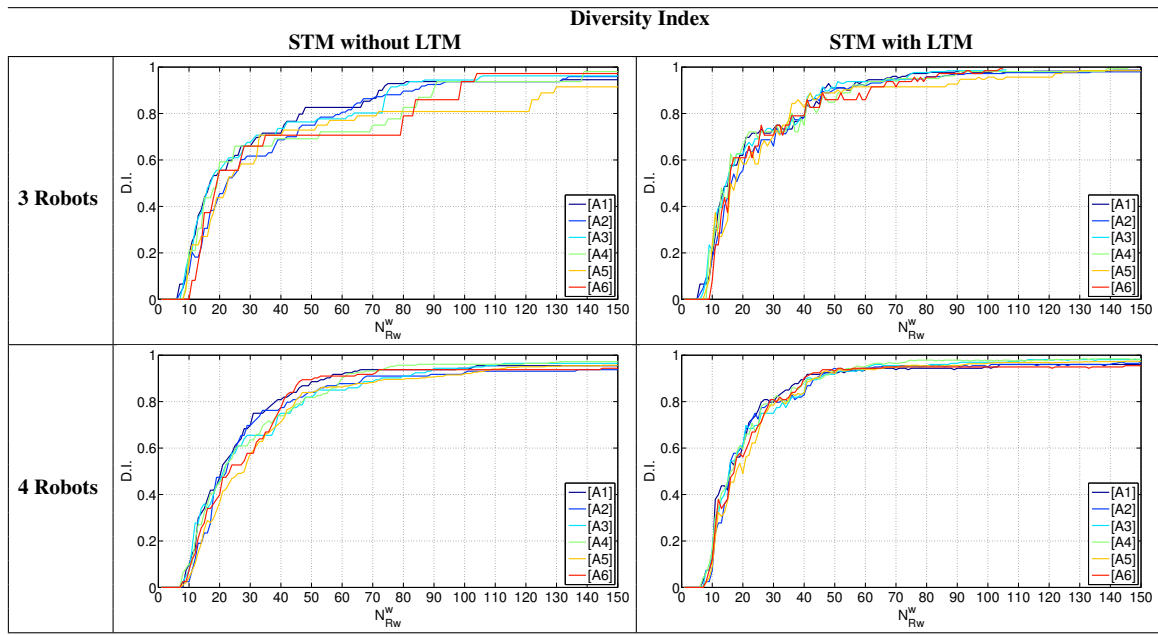 Diversity Index
STM without LTM
STM with LTM
3 Robots
1
0.8
0.6
0.4
0.2
0
D.I.
0 10 20 30 40 50 60 70 80 90 100 110 120 130 140 150
N^w_Rw
[A1]
[A2]
[A3]
[A4]
[A5]
[A6]
1
0.8
0.6
0.4
0.2
0
D.I.
0 10 20 30 40 50 60 70 80 90 100 110 120 130 140 150
N^w_Rw
[A1]
[A2]
[A3]
[A4]
[A5]
[A6]
4 Robots
1
0.8
0.6
0.4
0.2
0
D.I.
0 10 20 30 40 50 60 70 80 90 100 110 120 130 140 150
N^w_Rw
[A1]
[A2]
[A3]
[A4]
[A5]
[A6]
1
0.8
0.6
0.4
0.2
0
D.I.
0 10 20 30 40 50 60 70 80 90 100 110 120 130 140 150
N^w_Rw
[A1]
[A2]
[A3]
[A4]
[A5]
[A6]